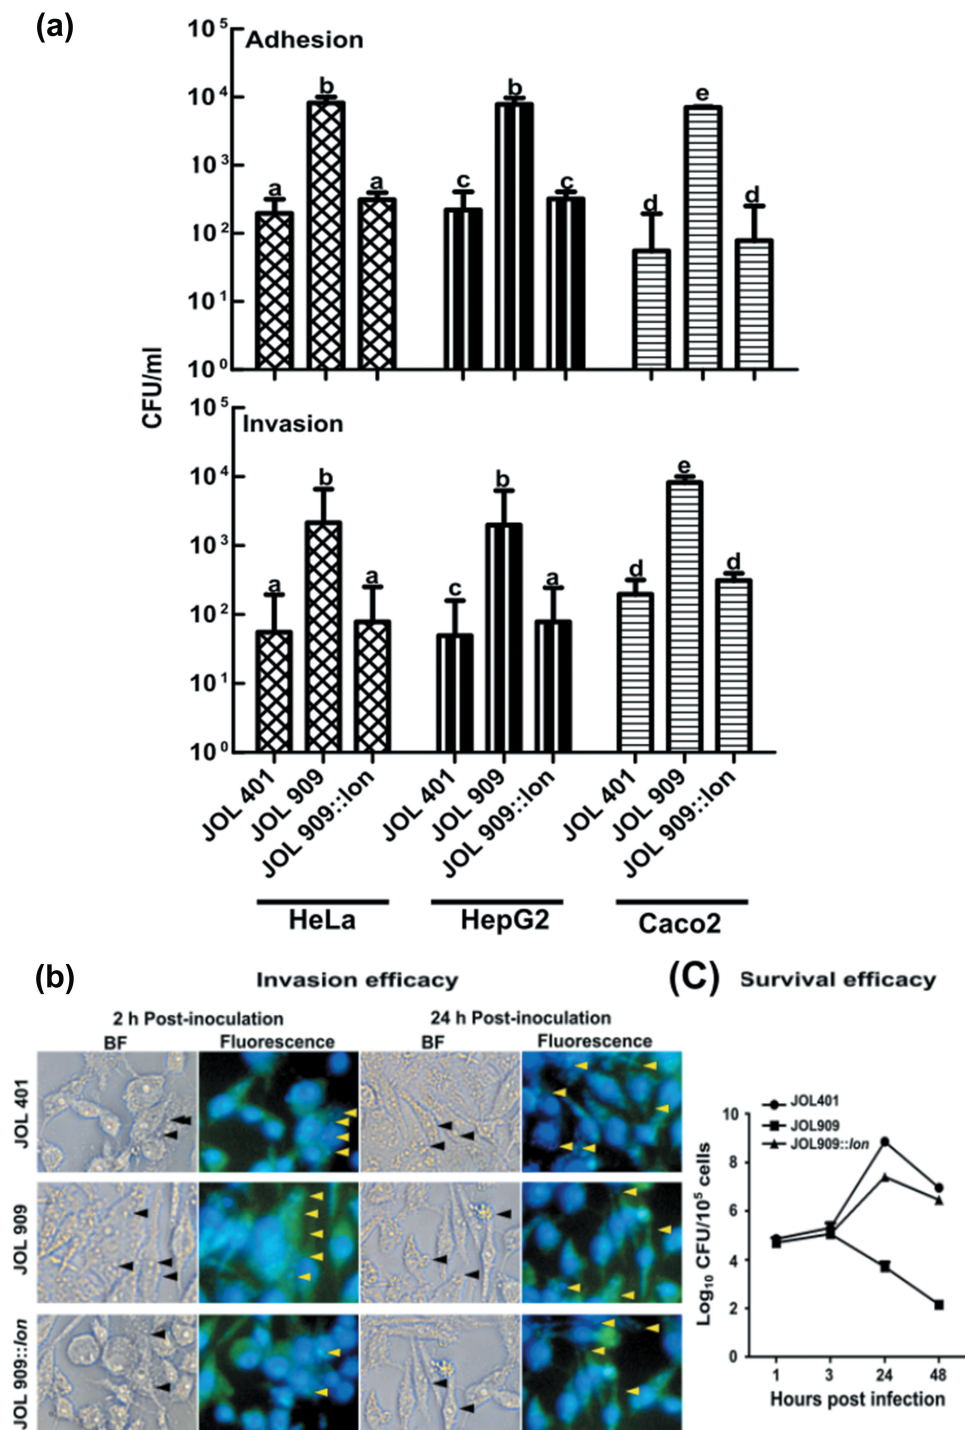 (a)
Adhesion
10⁵
10⁴
10³
10²
10¹
10⁰
a b a c b c d e d
CFU/ml
Invasion
10⁵
10⁴
10³
10²
10¹
10⁰
a b a c b a d e d
JOL 401 JOL 909 JOL 909::lon JOL 401 JOL 909 JOL 909::lon JOL 401 JOL 909 JOL 909::lon
HeLa HepG2 Caco2
(b) Invasion efficacy
2 h Post-inoculation 24 h Post-inoculation
BF Fluorescence BF Fluorescence
JOL 401
JOL 909
JOL 909::lon
(C) Survival efficacy
JOL401
JOL909
JOL909::lon
Log₁₀ CFU/10⁵ cells
10
8
6
4
2
0
1 3 24 48
Hours post infection